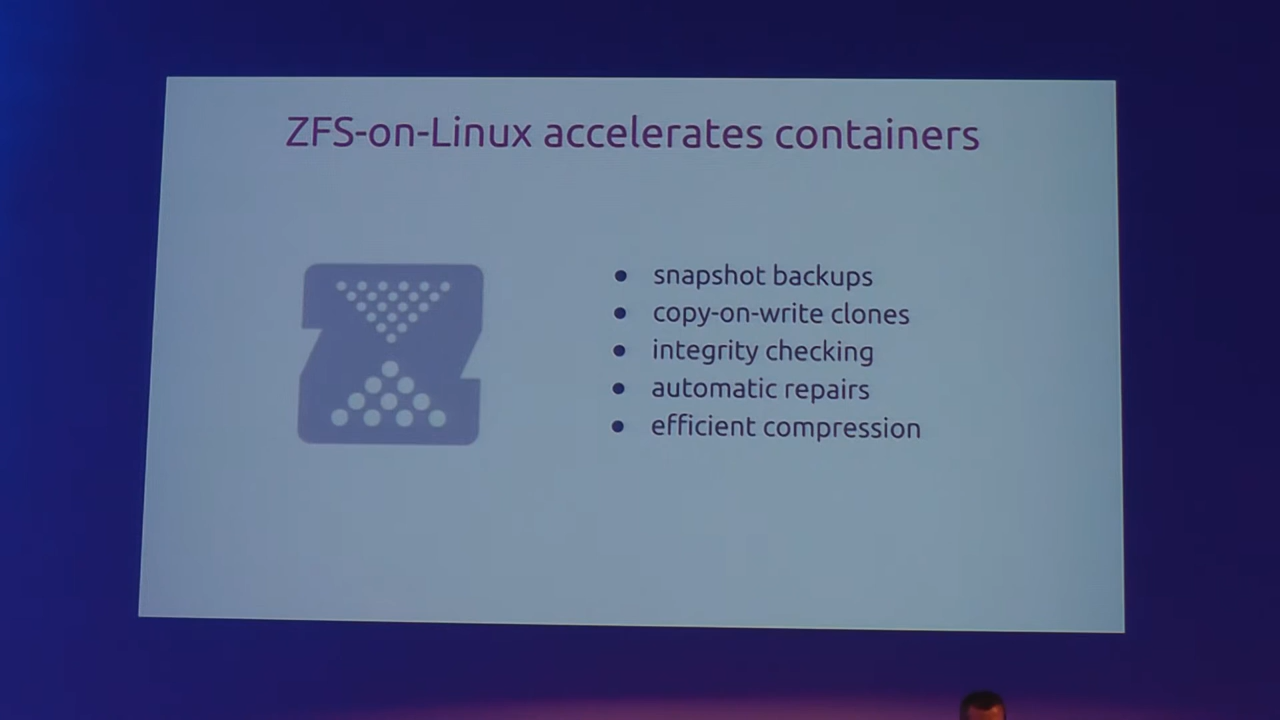 ZFS-on-Linux accelerates containers
snapshot backups
copy-on-write clones
integrity checking
automatic repairs
efficient compression